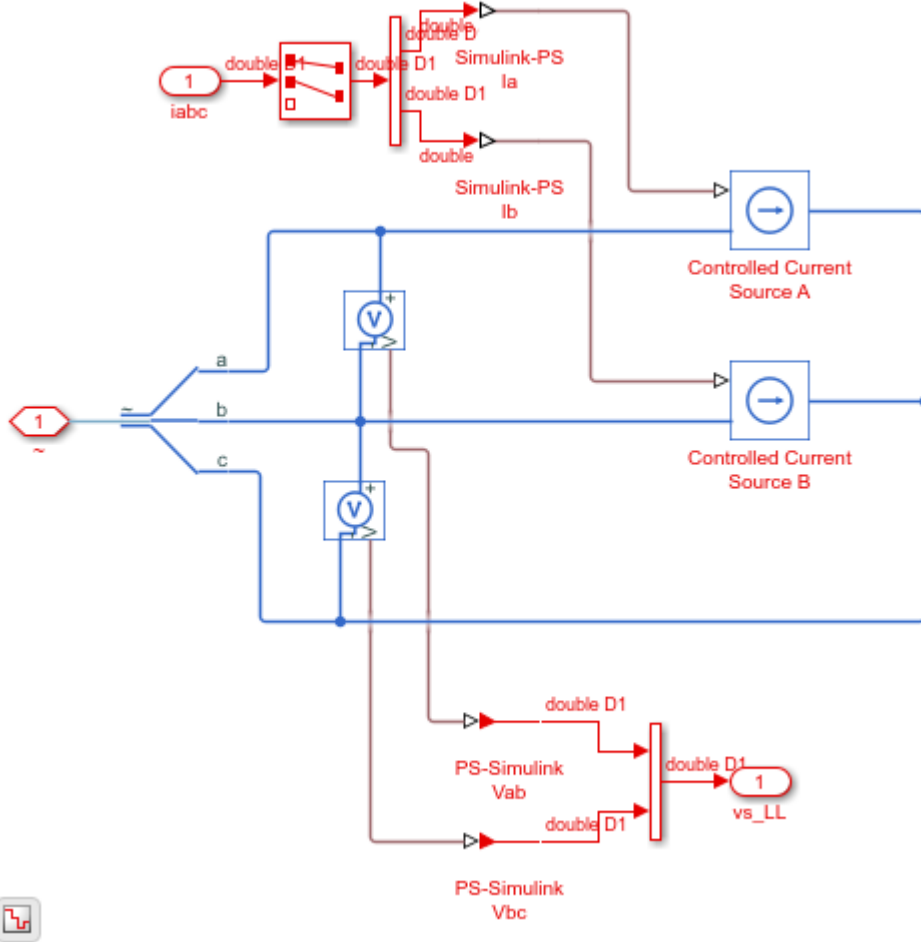 double D
double D1
double D1
double D1
double
double
1
iabc
Simulink-PS
Ia
Simulink-PS
Ib
Controlled Current
Source A
+
V
a
b
c
~
1
~
Controlled Current
Source B
+
V
double D1
PS-Simulink
Vab
double D1
1
vs_LL
double D1
PS-Simulink
Vbc